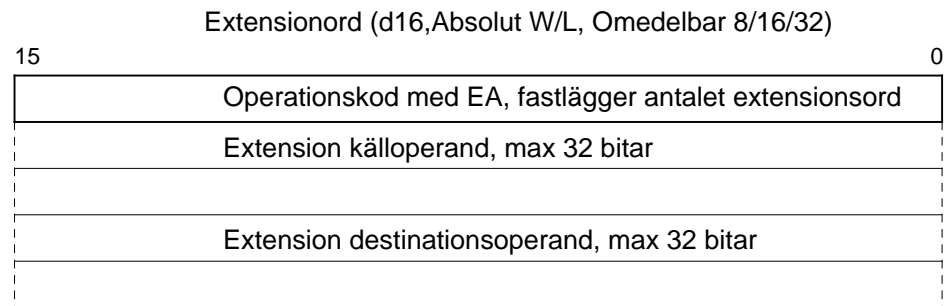 Extensionord (d16,Absolut W/L, Omedelbar 8/16/32)
15 0
Operationskod med EA, fastlägger antalet extensionsord
Extension källoperand, max 32 bitar
Extension destinationsoperand, max 32 bitar